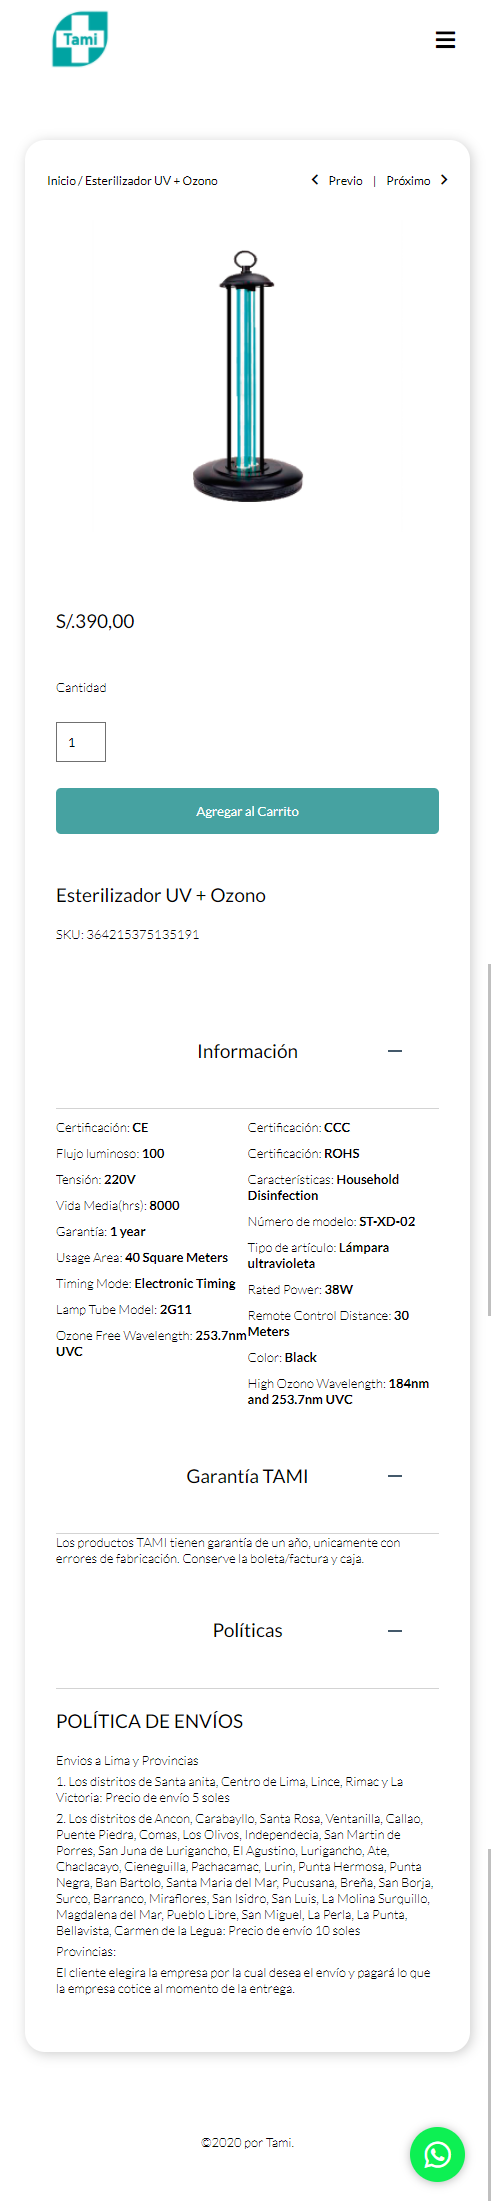 Tami
Inicio / Esterilizador UV + Ozono
Previo | Próximo
S/.390,00
Cantidad
1
Agregar al Carrito
Esterilizador UV + Ozono
SKU: 364215375135191
Información
Certificación: CE
Flujo luminoso: 100
Tensión: 220V
Vida Media(hrs): 8000
Garantía: 1 year
Usage Area: 40 Square Meters
Timing Mode: Electronic Timing
Lamp Tube Model: 2G11
Ozone Free Wavelength: 253.7nm
UVC
Certificación: CCC
Certificación: ROHS
Características: Household
Disinfection
Número de modelo: ST-XD-02
Tipo de artículo: Lámpara
ultravioleta
Rated Power: 38W
Remote Control Distance: 30
Meters
Color: Black
High Ozono Wavelength: 184nm
and 253.7nm UVC
Garantía TAMI
Los productos TAMI tienen garantía de un año, unicamente con
errores de fabricación. Conserve la boleta/factura y caja.
Políticas
POLÍTICA DE ENVÍOS
Envios a Lima y Provincias
1. Los distritos de Santa anita, Centro de Lima, Lince, Rimac y La
Victoria: Precio de envío 5 soles
2. Los distritos de Ancon, Carabayllo, Santa Rosa, Ventanilla, Callao,
Puente Piedra, Comas, Los Olivos, Independecia, San Martin de
Porres, San Juna de Lurigancho, El Agustino, Lurigancho, Ate,
Chaclacayo, Cieneguilla, Pachacamac, Lurin, Punta Hermosa, Punta
Negra, Ban Bartolo, Santa Maria del Mar, Pucusana, Breña, San Borja,
Surco, Barranco, Miraflores, San Isidro, San Luis, La Molina Surquillo,
Magdalena del Mar, Pueblo Libre, San Miguel, La Perla, La Punta,
Bellavista, Carmen de la Legua: Precio de envío 10 soles
Provincias:
El cliente elegira la empresa por la cual desea el envío y pagará lo que
la empresa cotice al momento de la entrega.
©2020 por Tami.